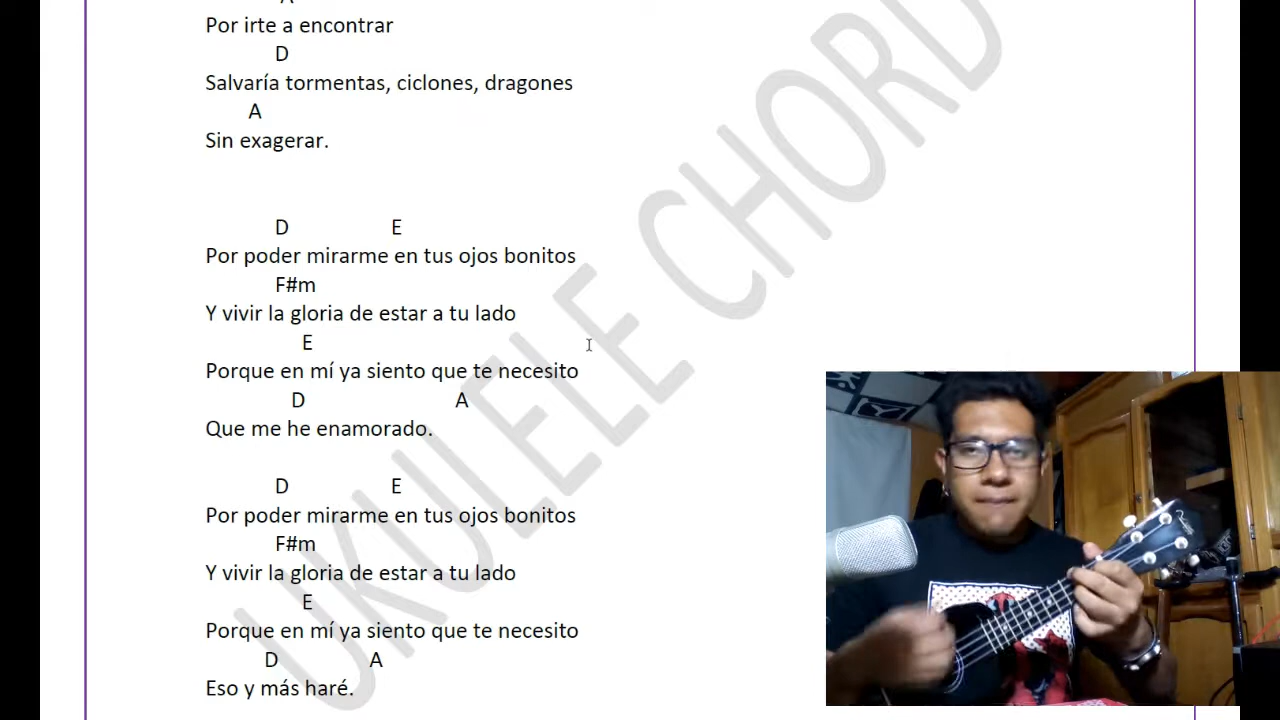 A
Por irte a encontrar
D
Salvaría tormentas, ciclones, dragones
A
Sin exagerar.
D E
Por poder mirarme en tus ojos bonitos
F#m
Y vivir la gloria de estar a tu lado
E
Porque en mí ya siento que te necesito
D A
Que me he enamorado.
D E
Por poder mirarme en tus ojos bonitos
F#m
Y vivir la gloria de estar a tu lado
E
Porque en mí ya siento que te necesito
D A
Eso y más haré.
UKULELE CHORD